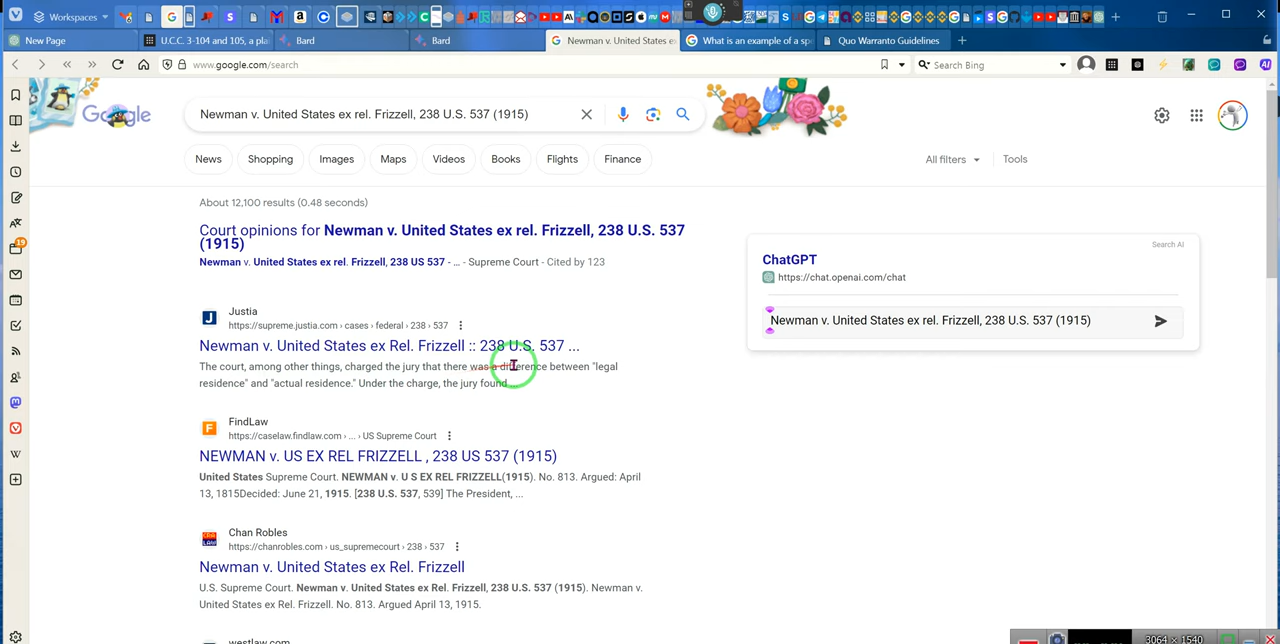 Workspaces
New Page
U.C.C. 3-104 and 105, a pla
Bard
Bard
Newman v. United States ex
What is an example of a spe
Quo Warranto Guidelines
www.google.com/search
Search Bing
Google
Newman v. United States ex rel. Frizzell, 238 U.S. 537 (1915)
News
Shopping
Images
Maps
Videos
Books
Flights
Finance
All filters
Tools
About 12,100 results (0.48 seconds)
Court opinions for Newman v. United States ex rel. Frizzell, 238 U.S. 537
(1915)
Newman v. United States ex rel. Frizzell, 238 US 537 - ... - Supreme Court - Cited by 123
Justia
https://supreme.justia.com › cases › federal › 238 › 537
Newman v. United States ex Rel. Frizzell :: 238 U.S. 537 ...
The court, among other things, charged the jury that there was a difference between "legal
residence" and "actual residence." Under the charge, the jury found ...
FindLaw
https://caselaw.findlaw.com › ... › US Supreme Court
NEWMAN v. US EX REL FRIZZELL , 238 US 537 (1915)
United States Supreme Court. NEWMAN v. U S EX REL FRIZZELL(1915). No. 813. Argued: April
13, 1815Decided: June 21, 1915. [238 U.S. 537, 539] The President, ...
Chan Robles
https://chanrobles.com › us_supremecourt › 238 › 537
Newman v. United States ex Rel. Frizzell
U.S. Supreme Court. Newman v. United States ex Rel. Frizzell, 238 U.S. 537 (1915). Newman v.
United States ex Rel. Frizzell. No. 813. Argued April 13, 1915.
westlaw.com
Search AI
ChatGPT
https://chat.openai.com/chat
Newman v. United States ex rel. Frizzell, 238 U.S. 537 (1915)
19
3064 × 1540